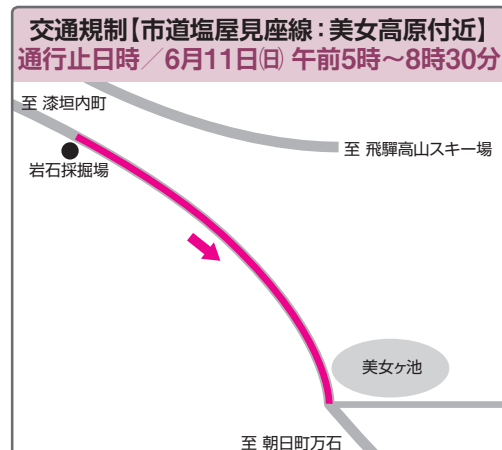 交通規制【市道塩屋見座線：美女高原付近】
通行止日時／6月11日㈰ 午前5時～8時30分
至 漆垣内町
至 飛騨高山スキー場
岩石採掘場
美女ヶ池
至 朝日町万石